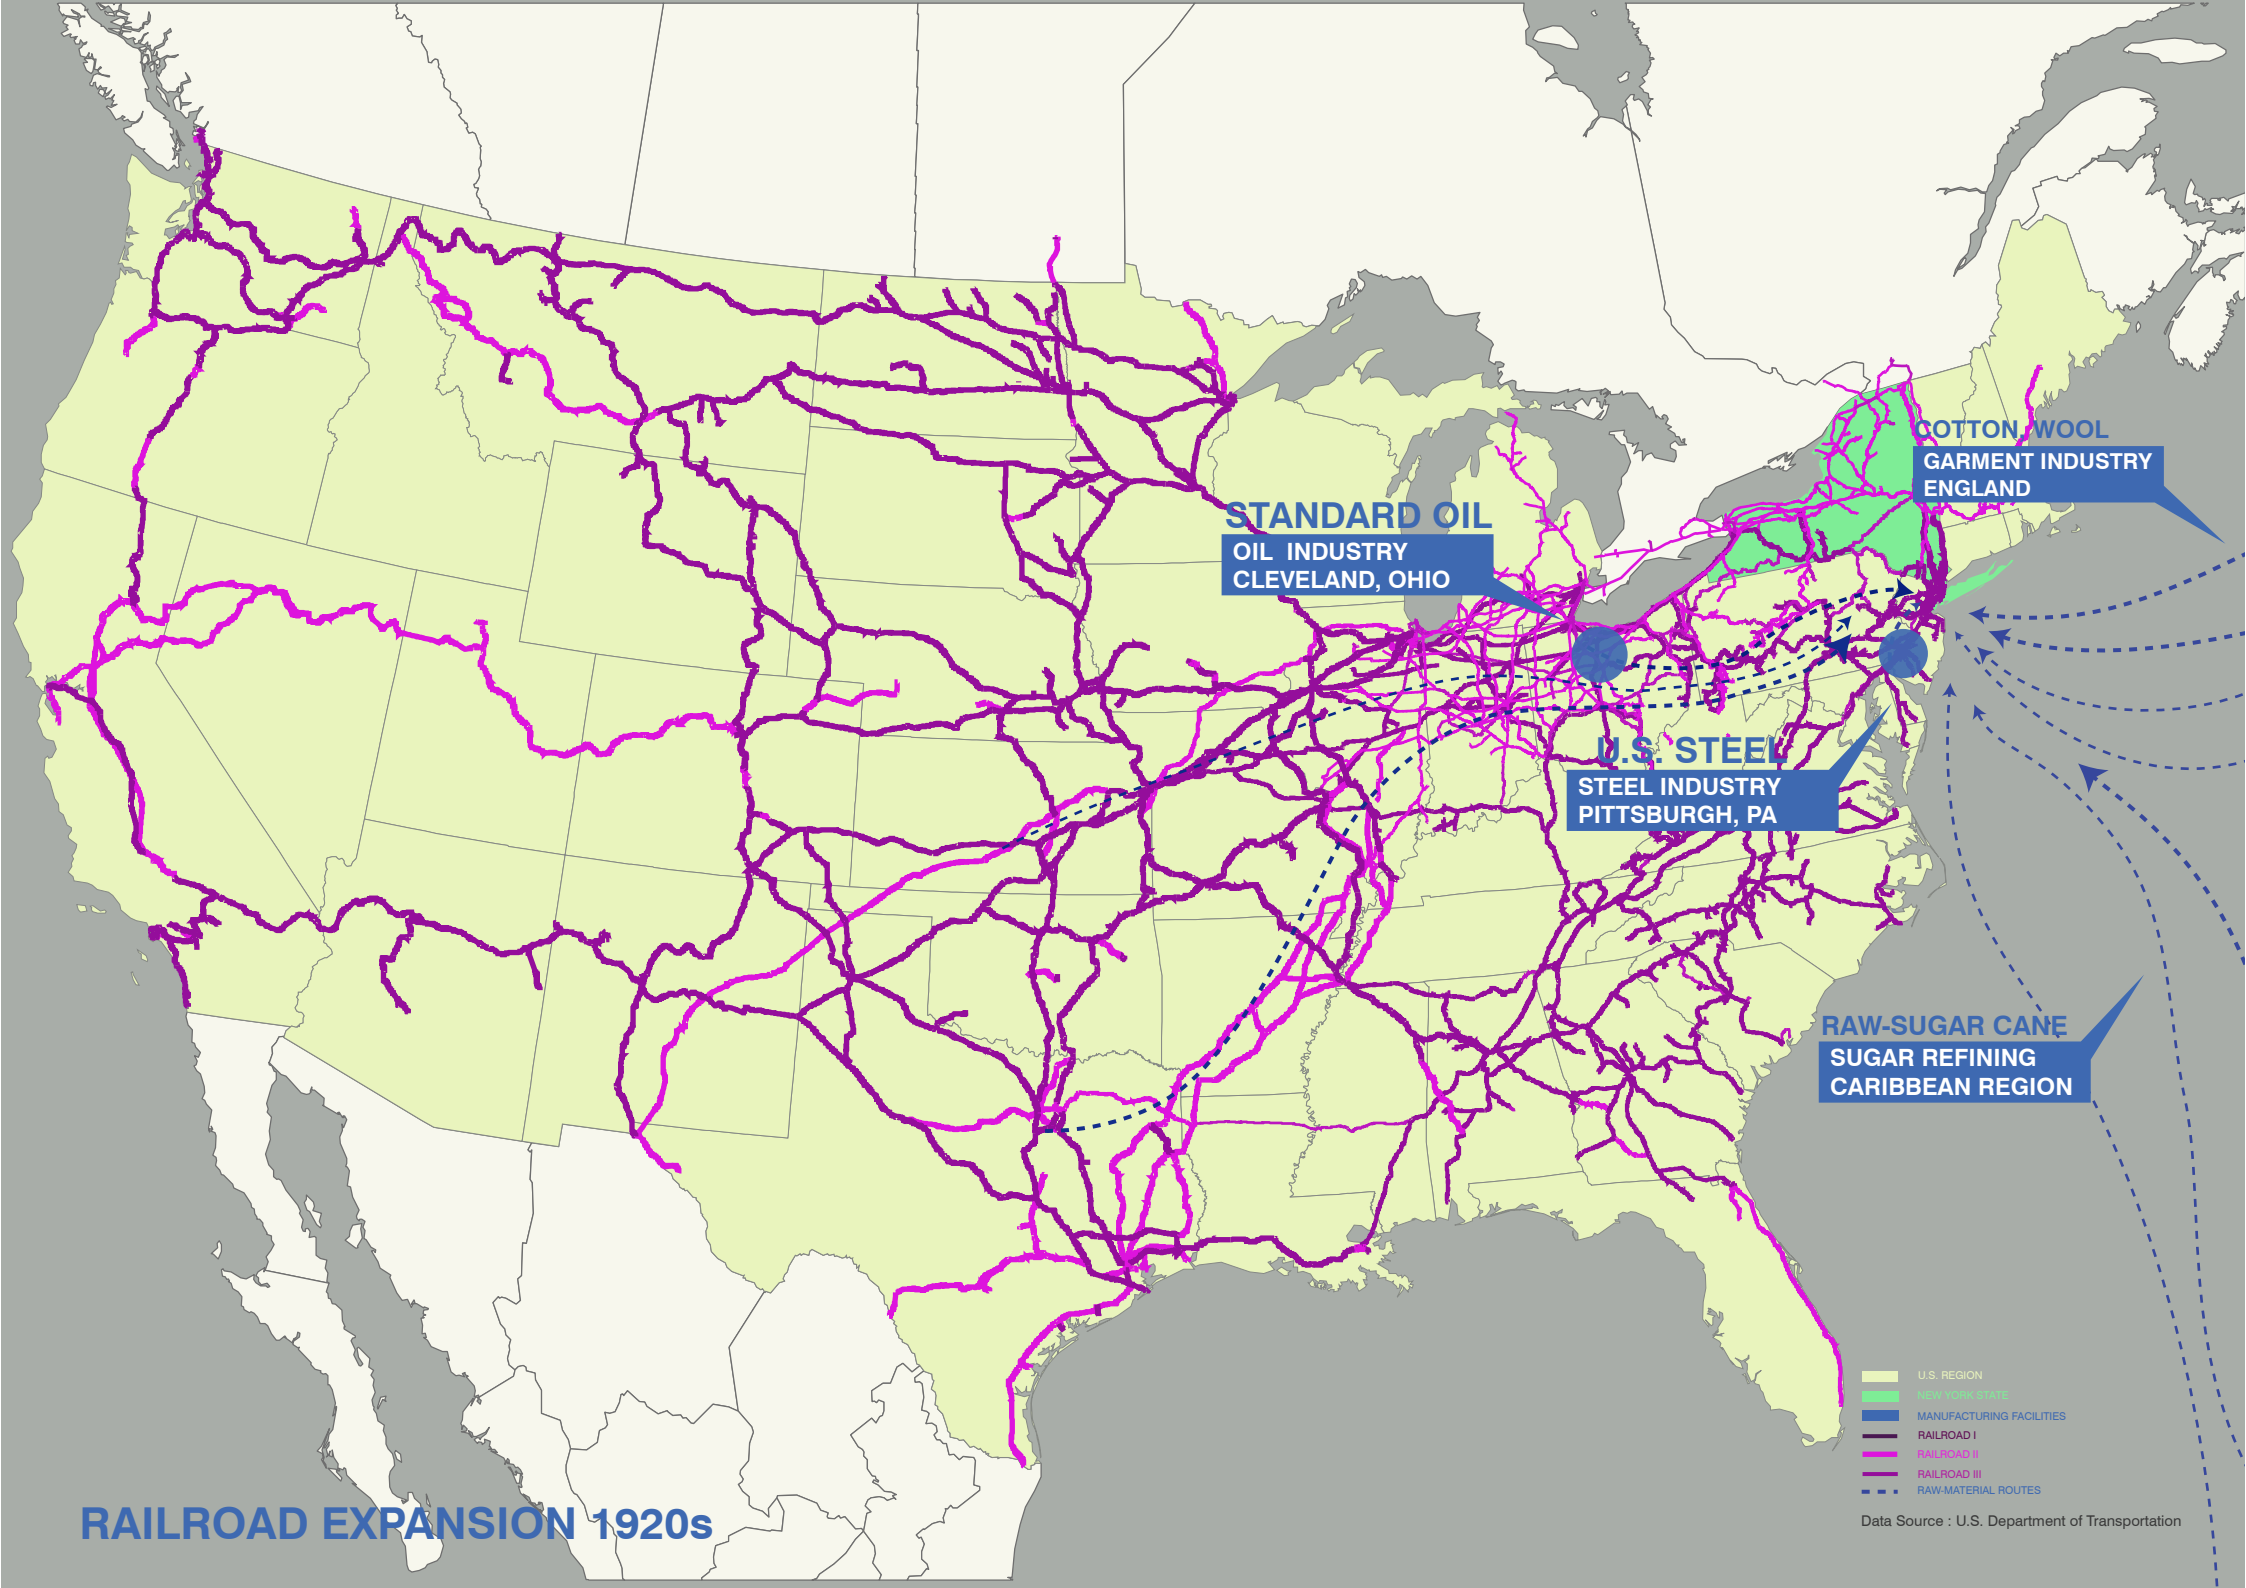 COTTON, WOOL
GARMENT INDUSTRY
ENGLAND
STANDARD OIL
OIL INDUSTRY
CLEVELAND, OHIO
U.S. STEEL
STEEL INDUSTRY
PITTSBURGH, PA
RAW-SUGAR CANE
SUGAR REFINING
CARIBBEAN REGION
U.S. REGION
NEW YORK STATE
MANUFACTURING FACILITIES
RAILROAD I
RAILROAD II
RAILROAD III
RAW-MATERIAL ROUTES
Data Source : U.S. Department of Transportation
RAILROAD EXPANSION 1920s